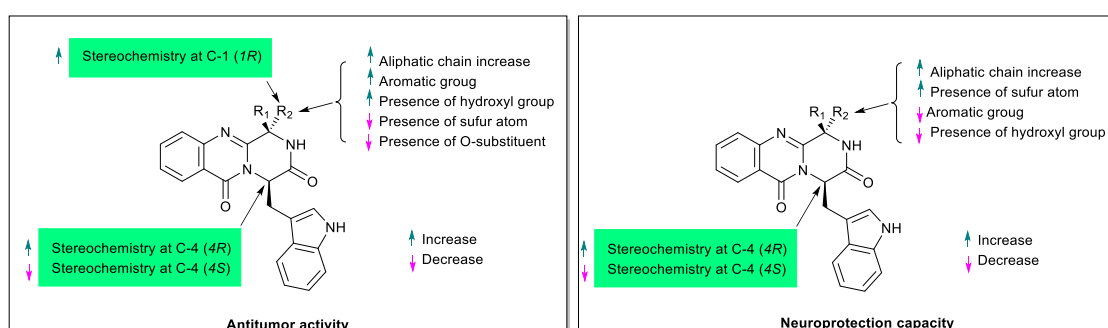 Stereochemistry at C-1 (1R)
Aliphatic chain increase
Aromatic groug
Presence of hydroxyl group
Presence of sufur atom
Presence of O-substituent
R1 R2
N
NH
N
O
O
NH
Stereochemistry at C-4 (4R)
Stereochemistry at C-4 (4S)
Increase
Decrease
Antitumor activity
Aliphatic chain increase
Presence of sufur atom
Aromatic groug
Presence of hydroxyl group
R1 R2
N
NH
N
O
O
NH
Stereochemistry at C-4 (4R)
Stereochemistry at C-4 (4S)
Increase
Decrease
Neuroprotection capacity